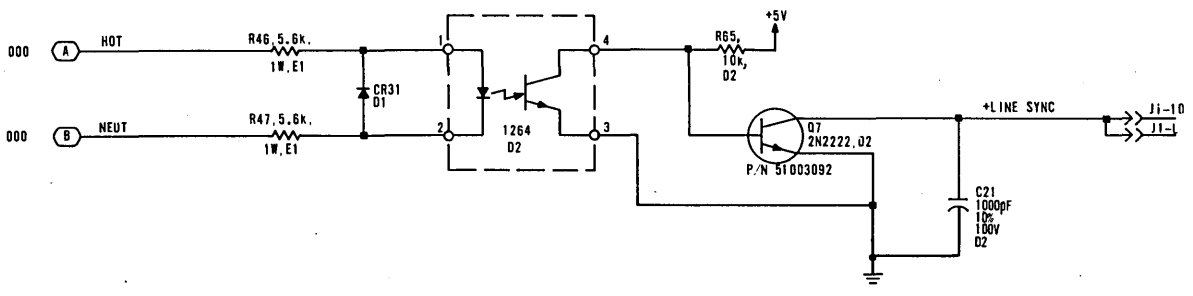 000 A HOT
R46,5.6k.
1W,E1
000 B NEUT
R47,5.6k.
1W,E1
CR31
D1
1
2
4
3
1264
D2
+5V
R65,
10k,
D2
Q7
2N2222,D2
P/N 51003092
+LINE SYNC
J1-10
J1-L
C21
1000pF
10%
100V
D2